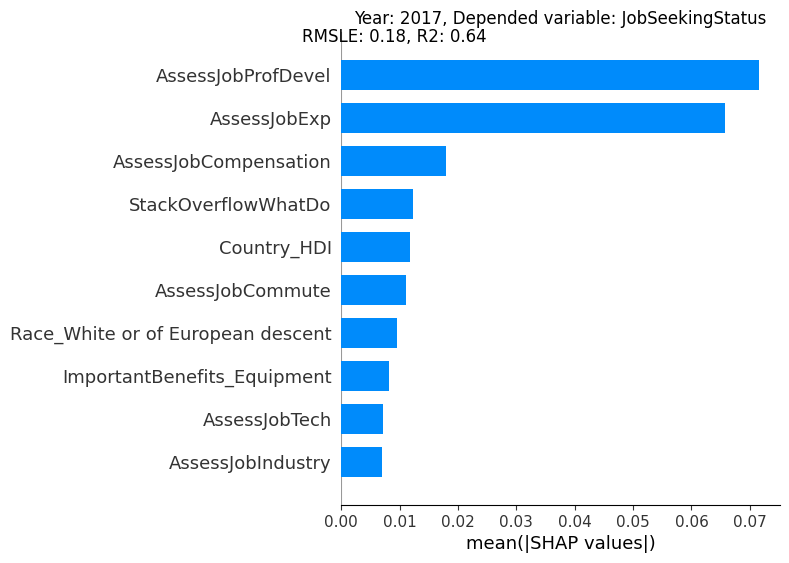 Year: 2017, Depended variable: JobSeekingStatus
RMSLE: 0.18, R2: 0.64
AssessJobProfDevel
AssessJobExp
AssessJobCompensation
StackOverflowWhatDo
Country_HDI
AssessJobCommute
Race_White or of European descent
ImportantBenefits_Equipment
AssessJobTech
AssessJobIndustry
0.00 0.01 0.02 0.03 0.04 0.05 0.06 0.07
mean(|SHAP values|)